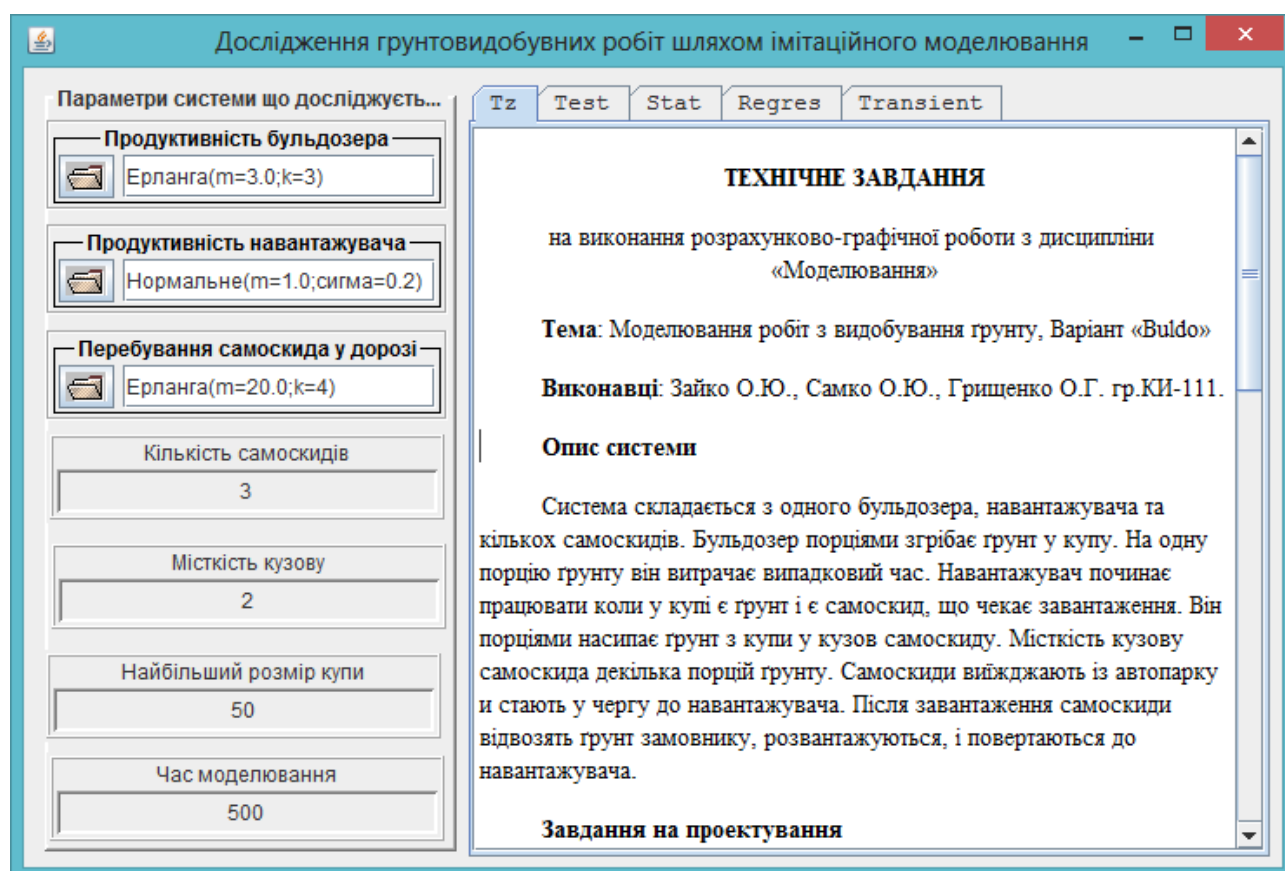 Дослідження грунтовидобувних робіт шляхом імітаційного моделювання
Параметри системи що досліджуєть...
Продуктивність бульдозера
Ерланга(m=3.0;k=3)
Продуктивність навантажувача
Нормальне(m=1.0;сигма=0.2)
Перебування самоскида у дорозі
Ерланга(m=20.0;k=4)
Кількість самоскидів
3
Місткість кузову
2
Найбільший розмір купи
50
Час моделювання
500
Tz Test Stat Regres Transient
ТЕХНІЧНЕ ЗАВДАННЯ
на виконання розрахунково-графічної роботи з дисципліни
«Моделювання»
Тема: Моделювання робіт з видобування ґрунту, Варіант «Buldo»
Виконавці: Зайко О.Ю., Самко О.Ю., Грищенко О.Г. гр.КИ-111.
Опис системи
Система складається з одного бульдозера, навантажувача та
кількох самоскидів. Бульдозер порціями згрібає ґрунт у купу. На одну
порцію ґрунту він витрачає випадковий час. Навантажувач починає
працювати коли у купі є ґрунт і є самоскид, що чекає завантаження. Він
порціями насипає ґрунт з купи у кузов самоскиду. Місткість кузову
самоскида декілька порцій ґрунту. Самоскиди виїжджають із автопарку
и стають у чергу до навантажувача. Після завантаження самоскиди
відвозять ґрунт замовнику, розвантажуються, і повертаються до
навантажувача.
Завдання на проектування